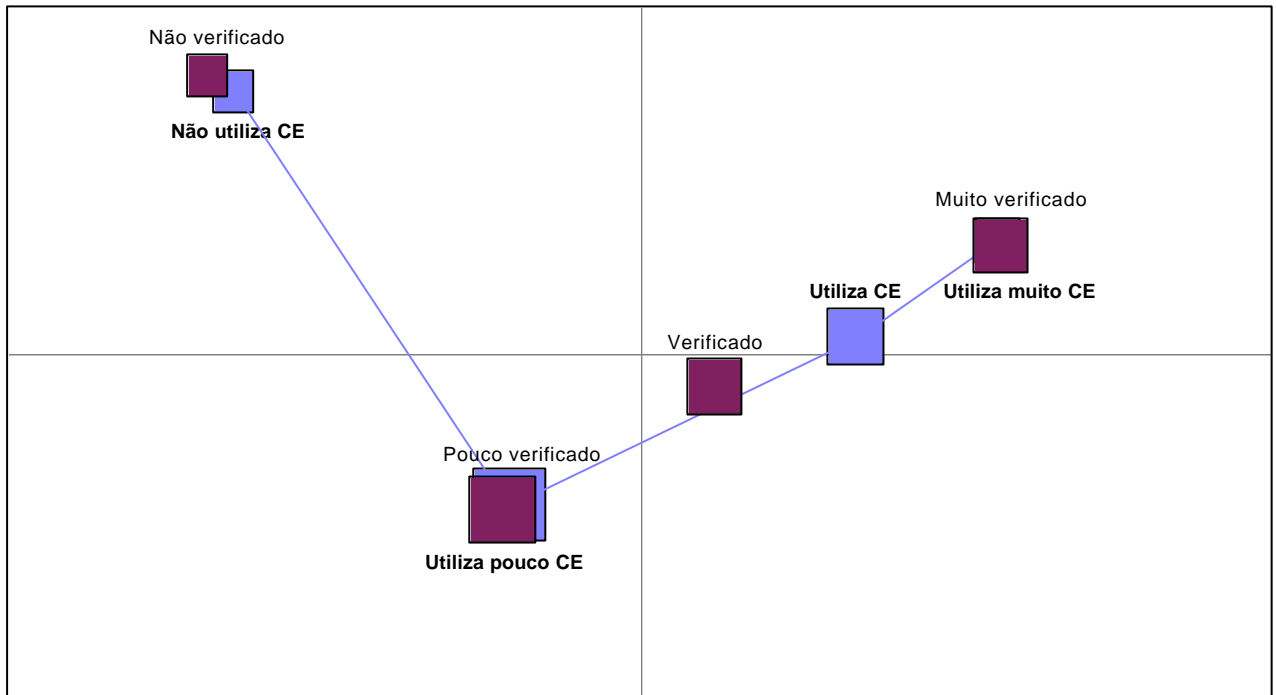 Não verificado
Não utiliza CE
Muito verificado
Utiliza CE
Utiliza muito CE
Verificado
Pouco verificado
Utiliza pouco CE